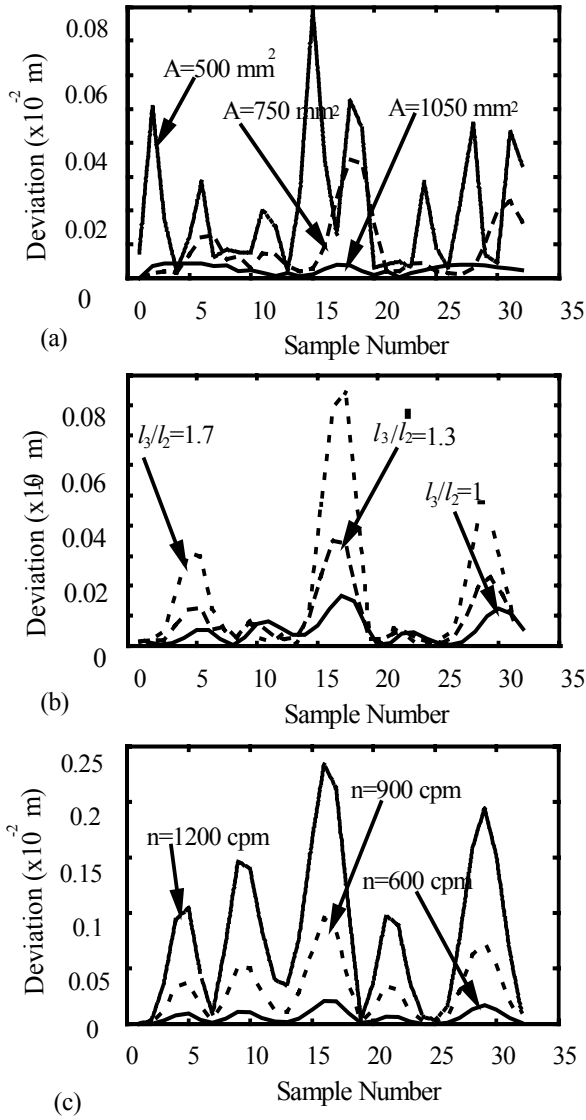 0.08
A=500 mm2
A=750 mm2
A=1050 mm2
0.06
0.04
0.02
0
Deviation (x10-2 m)
0 5 10 15 20 25 30 35
Sample Number
(a)
0.08
l3/l2=1.7
l3/l2=1.3
l3/l2=1
0.06
0.04
0.02
0
Deviation (x10 m)
0 5 10 15 20 25 30 35
Sample Number
(b)
0.25
n=900 cpm
0.2
n=1200 cpm
0.15
n=600 cpm
0.1
0.05
0
Deviation (x10-2 m)
0 5 10 15 20 25 30 35
Sample Number
(c)